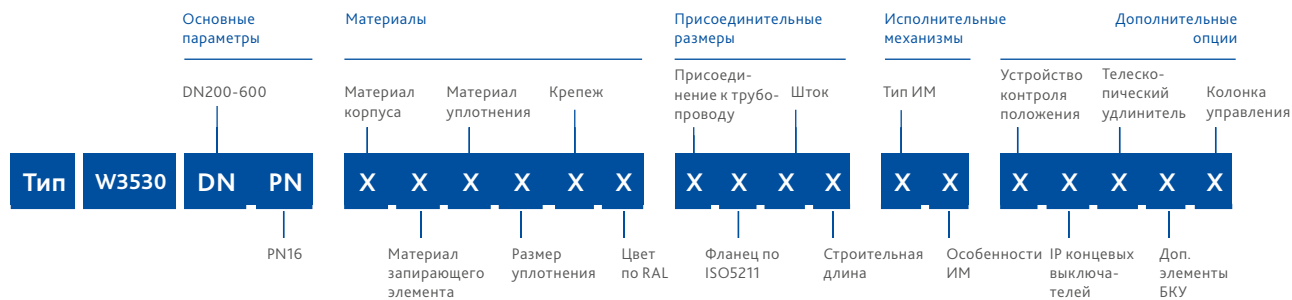 Основные
параметры
Материалы
Присоединительные
размеры
Исполнительные
механизмы
Дополнительные
опции
DN200-600
Материал
корпуса
Материал
уплотнения
Крепеж
Присоеди-
нение к трубо-
проводу
Шток
Тип ИМ
Устройство
контроля
положения
Телеско-
пический
удлинитель
Колонка
управления
Тип W3530 DN PN X X X X X X X X X X X X X X X X X
PN16
Материал
запирающего
элемента
Размер
уплотнения
Цвет
по RAL
Фланец по
ISO5211
Строительная
длина
Особенности
ИМ
IP концевых
выключа-
телей
Доп.
элементы
БКУ